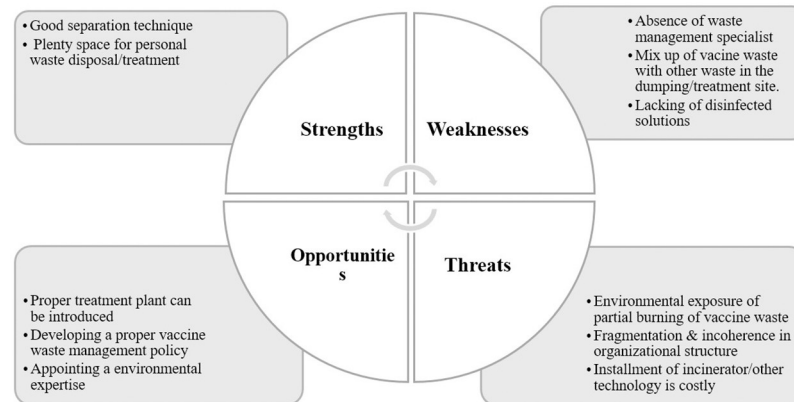 • Good separation technique
• Plenty space for personal
waste disposal/treatment
Strengths
Weaknesses
• Absence of waste
management specialist
• Mix up of vacine waste
with other waste in the
dumping/treatment site.
• Lacking of disinfected
solutions
Opportunitie
s
Threats
• Proper treatment plant can
be introduced
• Developing a proper vaccine
waste management policy
• Appointing a environmental
expertise
• Environmental exposure of
partial burning of vaccine waste
• Fragmentation & incoherence in
organizational structure
• Installment of incinerator/other
technology is costly